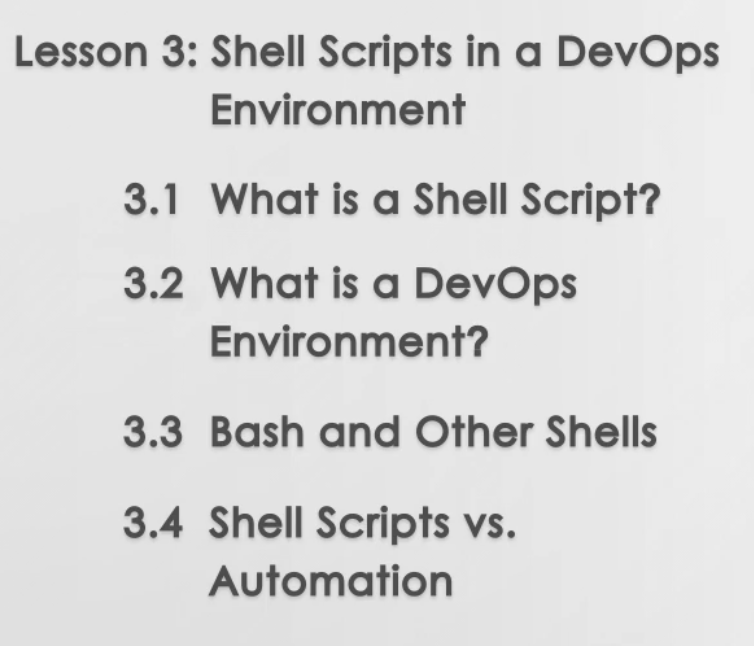 Lesson 3: Shell Scripts in a DevOps
Environment
3.1 What is a Shell Script?
3.2 What is a DevOps
Environment?
3.3 Bash and Other Shells
3.4 Shell Scripts vs.
Automation